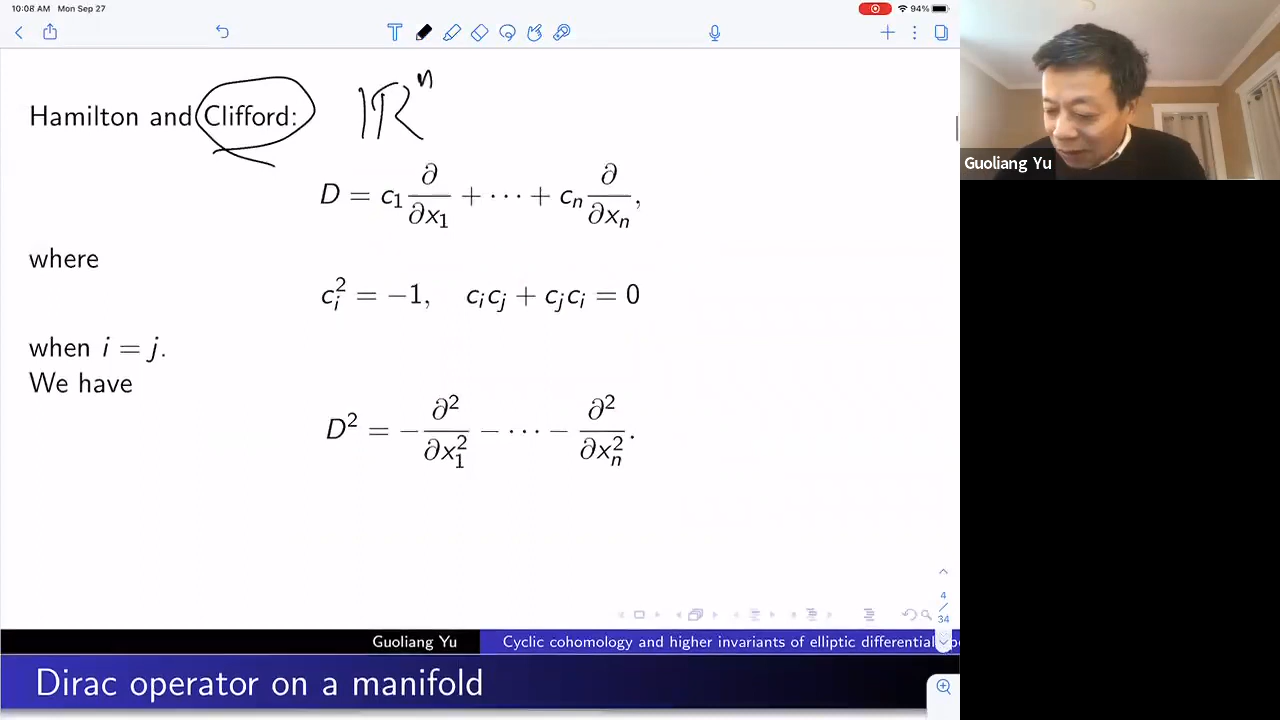 10:08 AM Mon Sep 27
94%
Hamilton and Clifford: ℝⁿ
D = c₁ ∂/∂x₁ + ⋯ + cₙ ∂/∂xₙ,
where
cᵢ² = −1, cᵢcⱼ + cⱼcᵢ = 0
when i = j.
We have
D² = −∂²/∂x₁² − ⋯ − ∂²/∂xₙ².
4
/
34
Guoliang Yu Cyclic cohomology and higher invariants of elliptic differential
Dirac operator on a manifold
Guoliang Yu